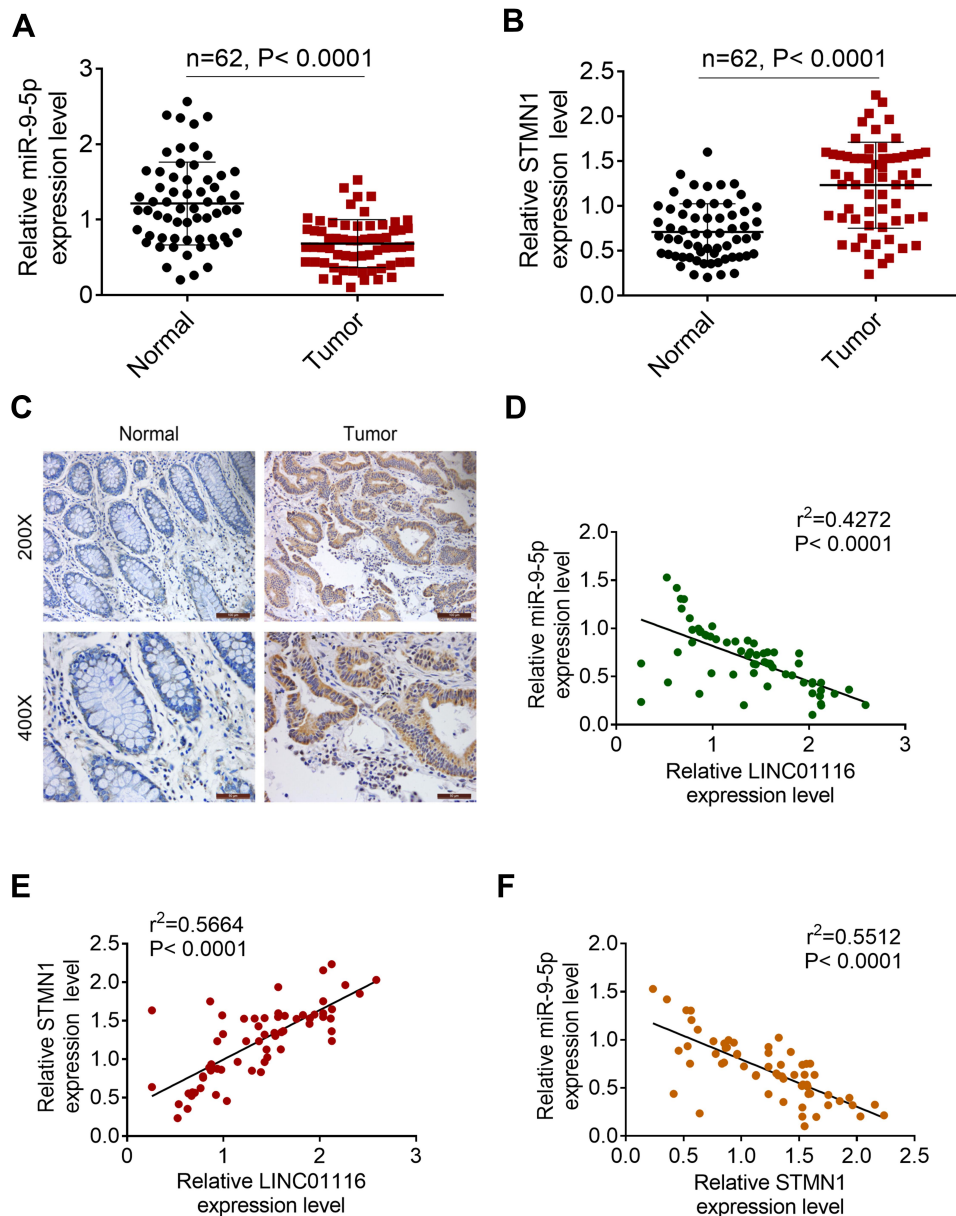 A
n=62, P< 0.0001
Relative miR-9-5p
expression level
3
2
1
0
Normal
Tumor
B
n=62, P< 0.0001
Relative STMN1
expression level
2.5
2.0
1.5
1.0
0.5
0.0
Normal
Tumor
C
Normal
Tumor
200X
400X
D
r²=0.4272
P< 0.0001
Relative miR-9-5p
expression level
2.0
1.5
1.0
0.5
0.0
0
1
2
3
Relative LINC01116
expression level
E
r²=0.5664
P< 0.0001
Relative STMN1
expression level
2.5
2.0
1.5
1.0
0.5
0.0
0
1
2
3
Relative LINC01116
expression level
F
r²=0.5512
P< 0.0001
Relative miR-9-5p
expression level
2.0
1.5
1.0
0.5
0.0
0.0
0.5
1.0
1.5
2.0
2.5
Relative STMN1
expression level